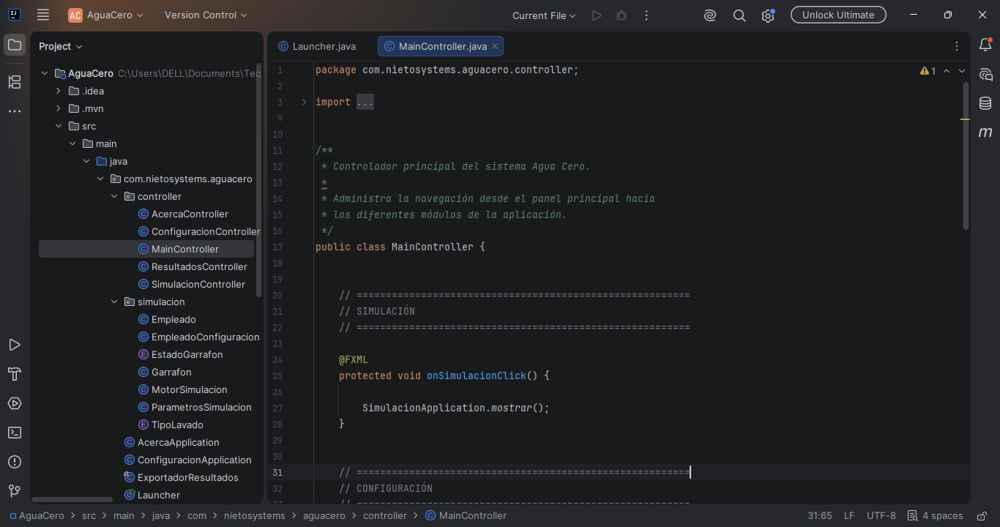 AC AguaCero Version Control Current File Unlock Ultimate
Project
Launcher.java MainController.java
AguaCero C:\Users\DELL\Documents\Tec
.idea
.mvn
src
main
java
com.nietosystems.aguacero
controller
AcercaController
ConfiguracionController
MainController
ResultadosController
SimulacionController
simulacion
Empleado
EmpleadoConfiguracion
EstadoGarrafon
Garrafon
MotorSimulacion
ParametrosSimulacion
TipoLavado
AcercaApplication
ConfiguracionApplication
ExportadorResultados
Launcher
1 package com.nietosystems.aguacero.controller; 1
2
3 import ...
9
10
11 /**
12 * Controlador principal del sistema Agua Cero.
13 *
14 * Administra la navegación desde el panel principal hacia
15 * los diferentes módulos de la aplicación.
16 */
17 public class MainController {
18
19
20 // =========================================================
21 // SIMULACIÓN
22 // =========================================================
23
24 @FXML
25 protected void onSimulacionClick() {
26
27 SimulacionApplication.mostrar();
28 }
29
30
31 // =========================================================
32 // CONFIGURACIÓN
33 // =========================================================
AguaCero > src > main > java > com > nietosystems > aguacero > controller > MainController 31:65 LF UTF-8 4 spaces